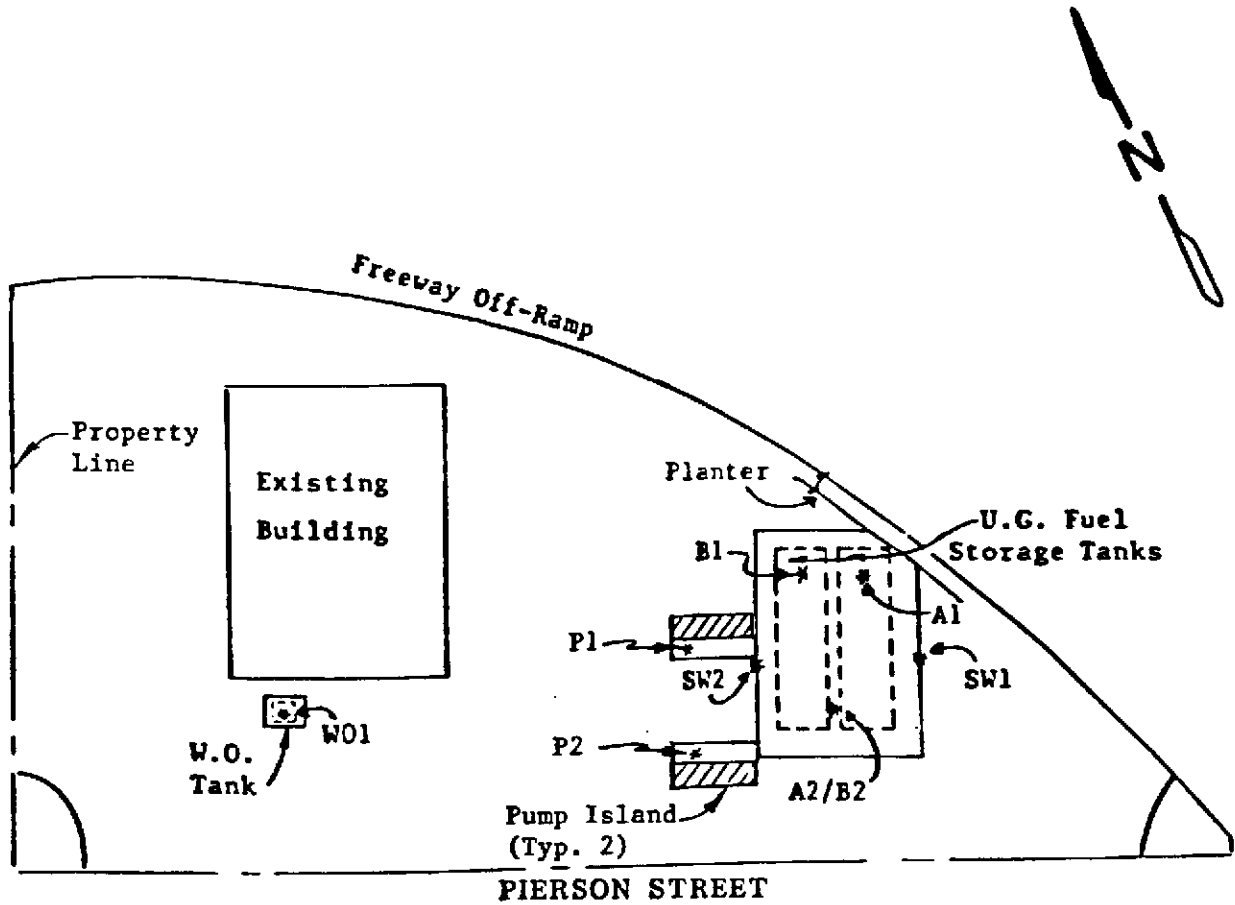 N
Freeway Off-Ramp
Property
Line
Existing
Building
Planter
U.G. Fuel
Storage Tanks
B1
A1
P1
SW2
SW1
WO1
W.O.
Tank
P2
A2/B2
Pump Island
(Typ. 2)
PIERSON STREET